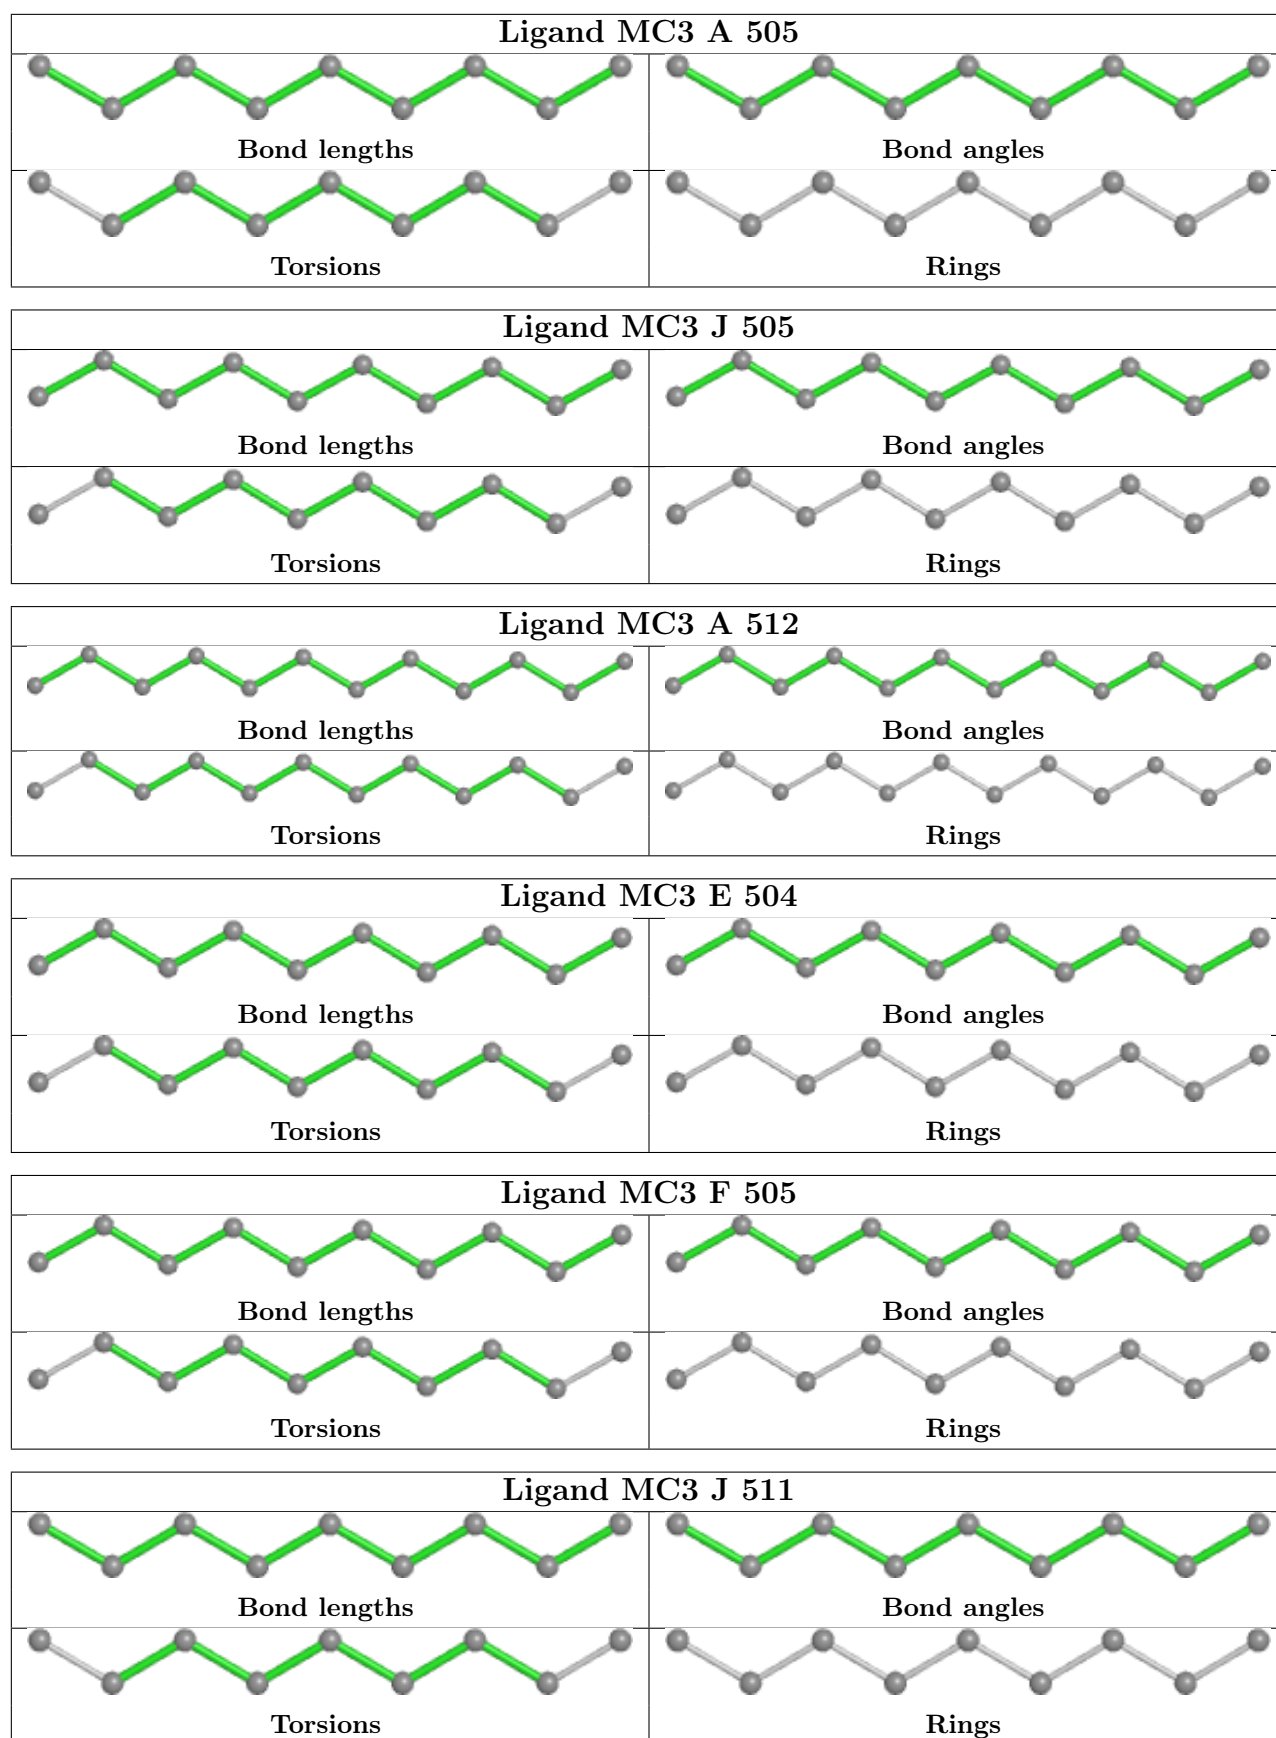 Ligand MC3 A 505
Bond lengths
Bond angles
Torsions
Rings
Ligand MC3 J 505
Bond lengths
Bond angles
Torsions
Rings
Ligand MC3 A 512
Bond lengths
Bond angles
Torsions
Rings
Ligand MC3 E 504
Bond lengths
Bond angles
Torsions
Rings
Ligand MC3 F 505
Bond lengths
Bond angles
Torsions
Rings
Ligand MC3 J 511
Bond lengths
Bond angles
Torsions
Rings